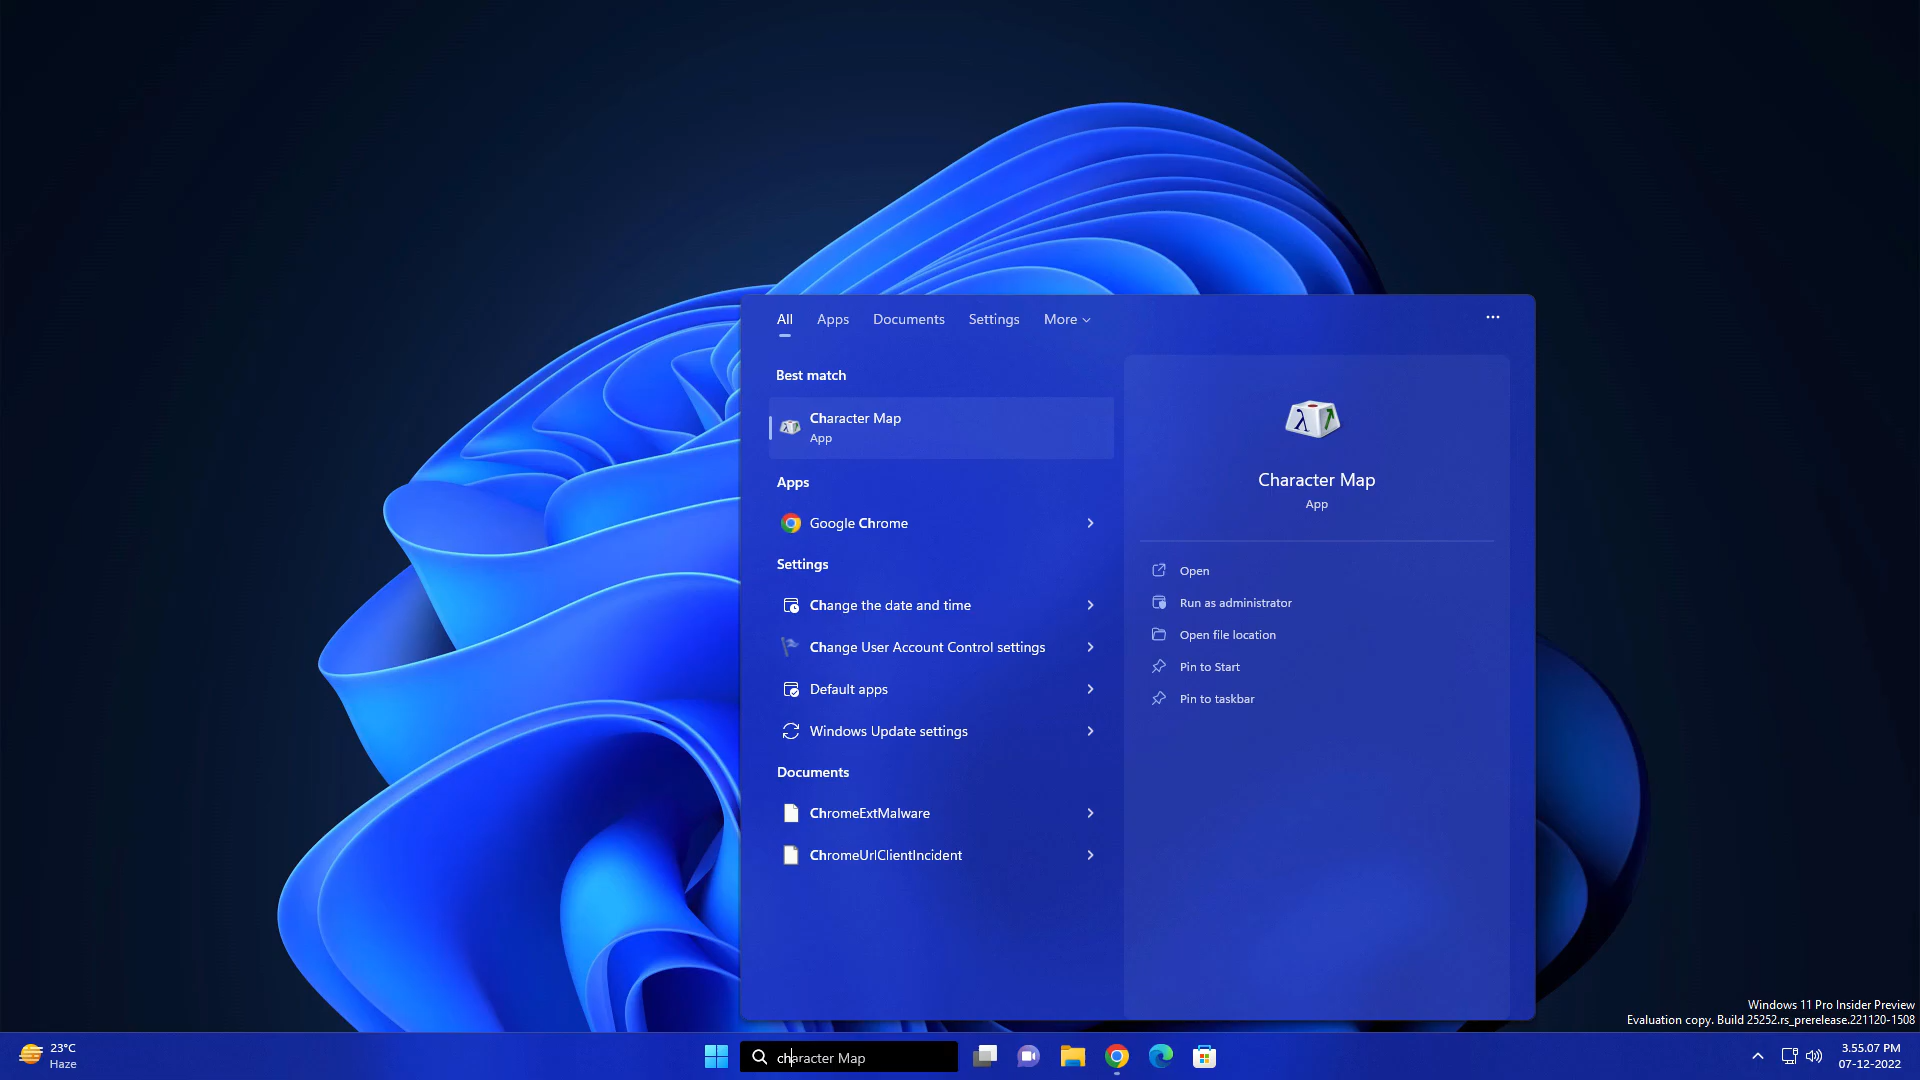 All Apps Documents Settings More
Best match
Character Map
App
Apps
Google Chrome
Settings
Change the date and time
Change User Account Control settings
Default apps
Windows Update settings
Documents
ChromeExtMalware
ChromeUrlClientIncident
Character Map
App
Open
Run as administrator
Open file location
Pin to Start
Pin to taskbar
Windows 11 Pro Insider Preview
Evaluation copy. Build 25252.rs_prerelease.221120-1508
23°C
Haze
character Map
3.55.07 PM
07-12-2022